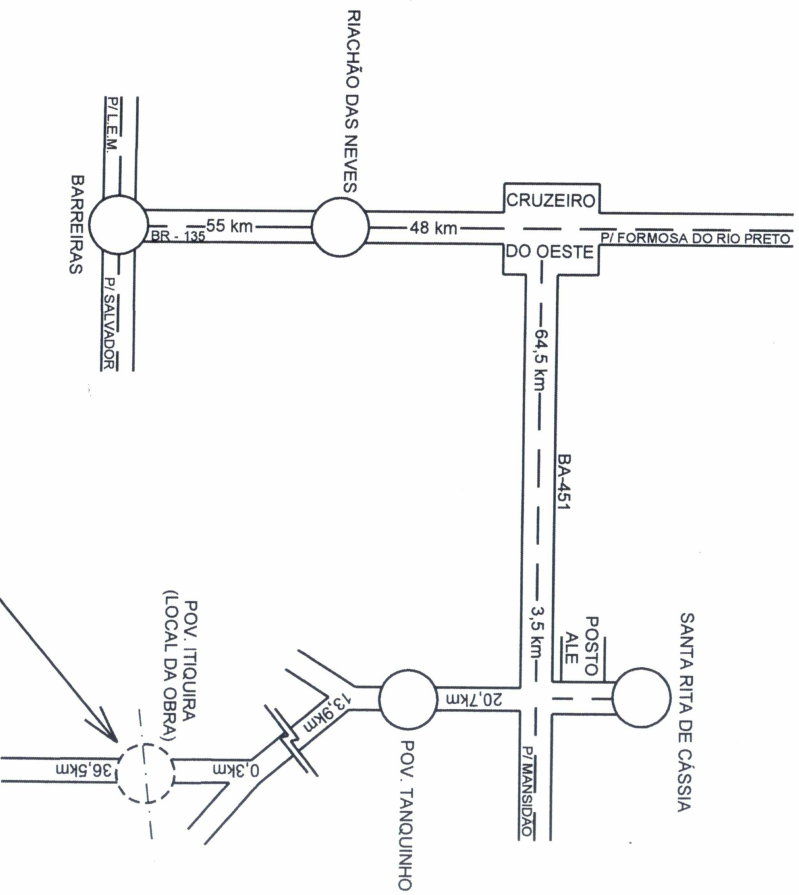 RIACHÃO DAS NEVES
P/ L.E.M.
BARREIRAS
P/ SALVADOR
BR - 135
55 km
48 km
CRUZEIRO
DO OESTE
P/ FORMOSA DO RIO PRETO
64,5 km
BA-451
3,5 km
POSTO
ALE
SANTA RITA DE CÁSSIA
P/ MANSIDÃO
20,7km
POV. TANQUINHO
13,9km
0,3km
POV. ITIQUIRA
(LOCAL DA OBRA)
36,5km